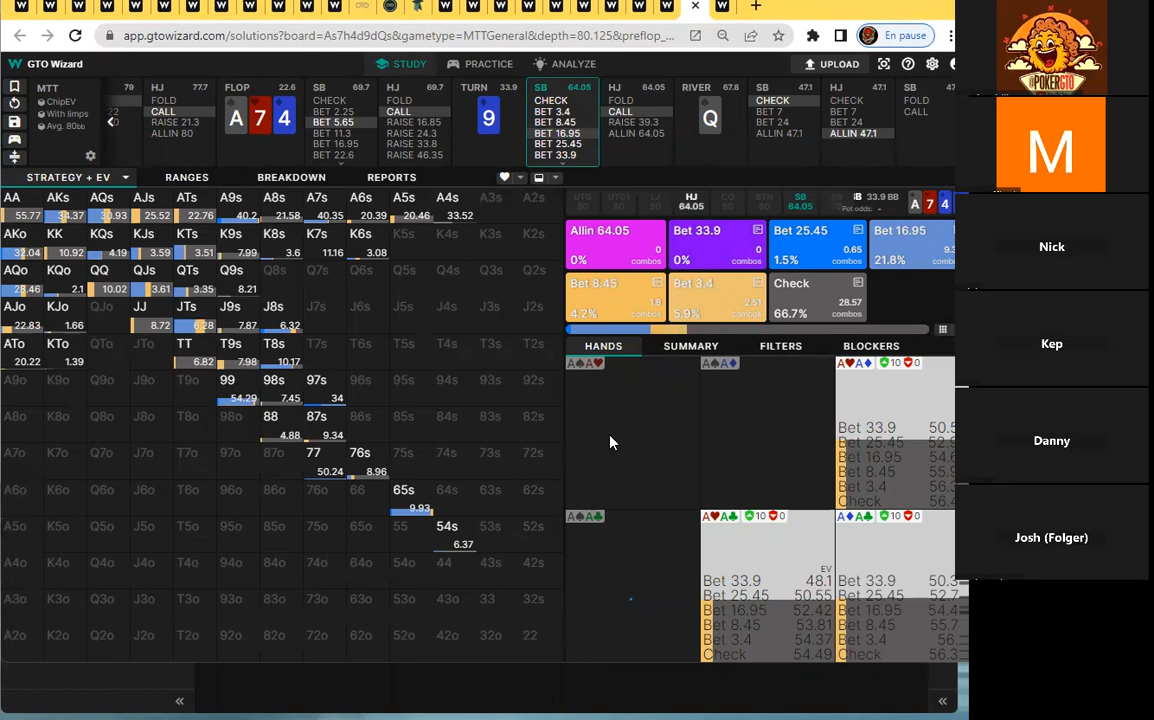 app.gtowizard.com/solutions?board=As7h4d9dQs&gametype=MTTGeneral&depth=80.125&preflop_...
En pause
GTO Wizard
STUDY
PRACTICE
ANALYZE
UPLOAD
MTT 79
ChipEV
With limps
Avg. 80bb
22
HJ 77.7
FOLD
CALL
RAISE 21.3
ALLIN 80
FLOP 22.6
A 7 4
SB 69.7
CHECK
BET 2.25
BET 5.65
BET 11.3
BET 16.95
BET 22.6
HJ 69.7
FOLD
CALL
RAISE 16.85
RAISE 24.3
RAISE 33.8
RAISE 46.35
TURN 33.9
9
SB 64.05
CHECK
BET 3.4
BET 8.45
BET 16.95
BET 25.45
BET 33.9
HJ 64.05
FOLD
CALL
RAISE 39.3
ALLIN 64.05
RIVER 67.8
Q
SB 47.1
CHECK
BET 7
BET 24
ALLIN 47.1
HJ 47.1
CHECK
BET 7
BET 24
ALLIN 47.1
SB
FOLD
CALL
STRATEGY + EV
RANGES
BREAKDOWN
REPORTS
AA AKs AQs AJs ATs A9s A8s A7s A6s A5s A4s A3s A2s
55.77 34.37 30.93 25.52 22.76 40.2 21.58 40.35 20.39 20.46 33.52
AKo KK KQs KJs KTs K9s K8s K7s K6s K5s K4s K3s K2s
32.04 10.92 4.19 3.59 3.51 7.99 3.6 11.16 3.08
AQo KQo QQ QJs QTs Q9s Q8s Q7s Q6s Q5s Q4s Q3s Q2s
28.46 2.1 10.02 3.61 3.35 8.21
AJo KJo QJo JJ JTs J9s J8s J7s J6s J5s J4s J3s J2s
22.83 1.66 8.72 6.28 7.87 6.32
ATo KTo QTo JTo TT T9s T8s T7s T6s T5s T4s T3s T2s
20.22 1.39 6.82 7.98 10.17
A9o K9o Q9o J9o T9o 99 98s 97s 96s 95s 94s 93s 92s
54.29 7.45 34
A8o K8o Q8o J8o T8o 98o 88 87s 86s 85s 84s 83s 82s
4.88 9.34
A7o K7o Q7o J7o T7o 97o 87o 77 76s 75s 74s 73s 72s
50.24 8.96
A6o K6o Q6o J6o T6o 96o 86o 76o 66 65s 64s 63s 62s
9.93
A5o K5o Q5o J5o T5o 95o 85o 75o 65o 55 54s 53s 52s
6.37
A4o K4o Q4o J4o T4o 94o 84o 74o 64o 54o 44 43s 42s
A3o K3o Q3o J3o T3o 93o 83o 73o 63o 53o 43o 33 32s
A2o K2o Q2o J2o T2o 92o 82o 72o 62o 52o 42o 32o 22
UTG 80
UTG1 80
LJ 80
HJ 64.05
CO 80
BTN 80
SB 64.05
33.9 BB
Pot odds: -
A 7 4
Allin 64.05
0
0% combos
Bet 33.9
0
0% combos
Bet 25.45
0.65
1.5% combos
Bet 16.95
9.3
21.8% combos
Bet 8.45
1.8
4.2% combos
Bet 3.4
2.51
5.9% combos
Check
28.57
66.7% combos
HANDS
SUMMARY
FILTERS
BLOCKERS
A♠A♥
A♠A♦
A♥A♦ 10 0
Bet 33.9 50.5
Bet 25.45 52.9
Bet 16.95 54.6
Bet 8.45 55.9
Bet 3.4 56.
Check 56.4
A♠A♣
A♥A♣ 10 0
EV
Bet 33.9 48.1
Bet 25.45 50.55
Bet 16.95 52.42
Bet 8.45 53.81
Bet 3.4 54.37
Check 54.49
A♦A♣ 10 0
Bet 33.9 50.3
Bet 25.45 52.7
Bet 16.95 54.4
Bet 8.45 55.7
Bet 3.4 56.
Check 56.3
@POKERGTO
M
Nick
Kep
Danny
Josh (Folger)